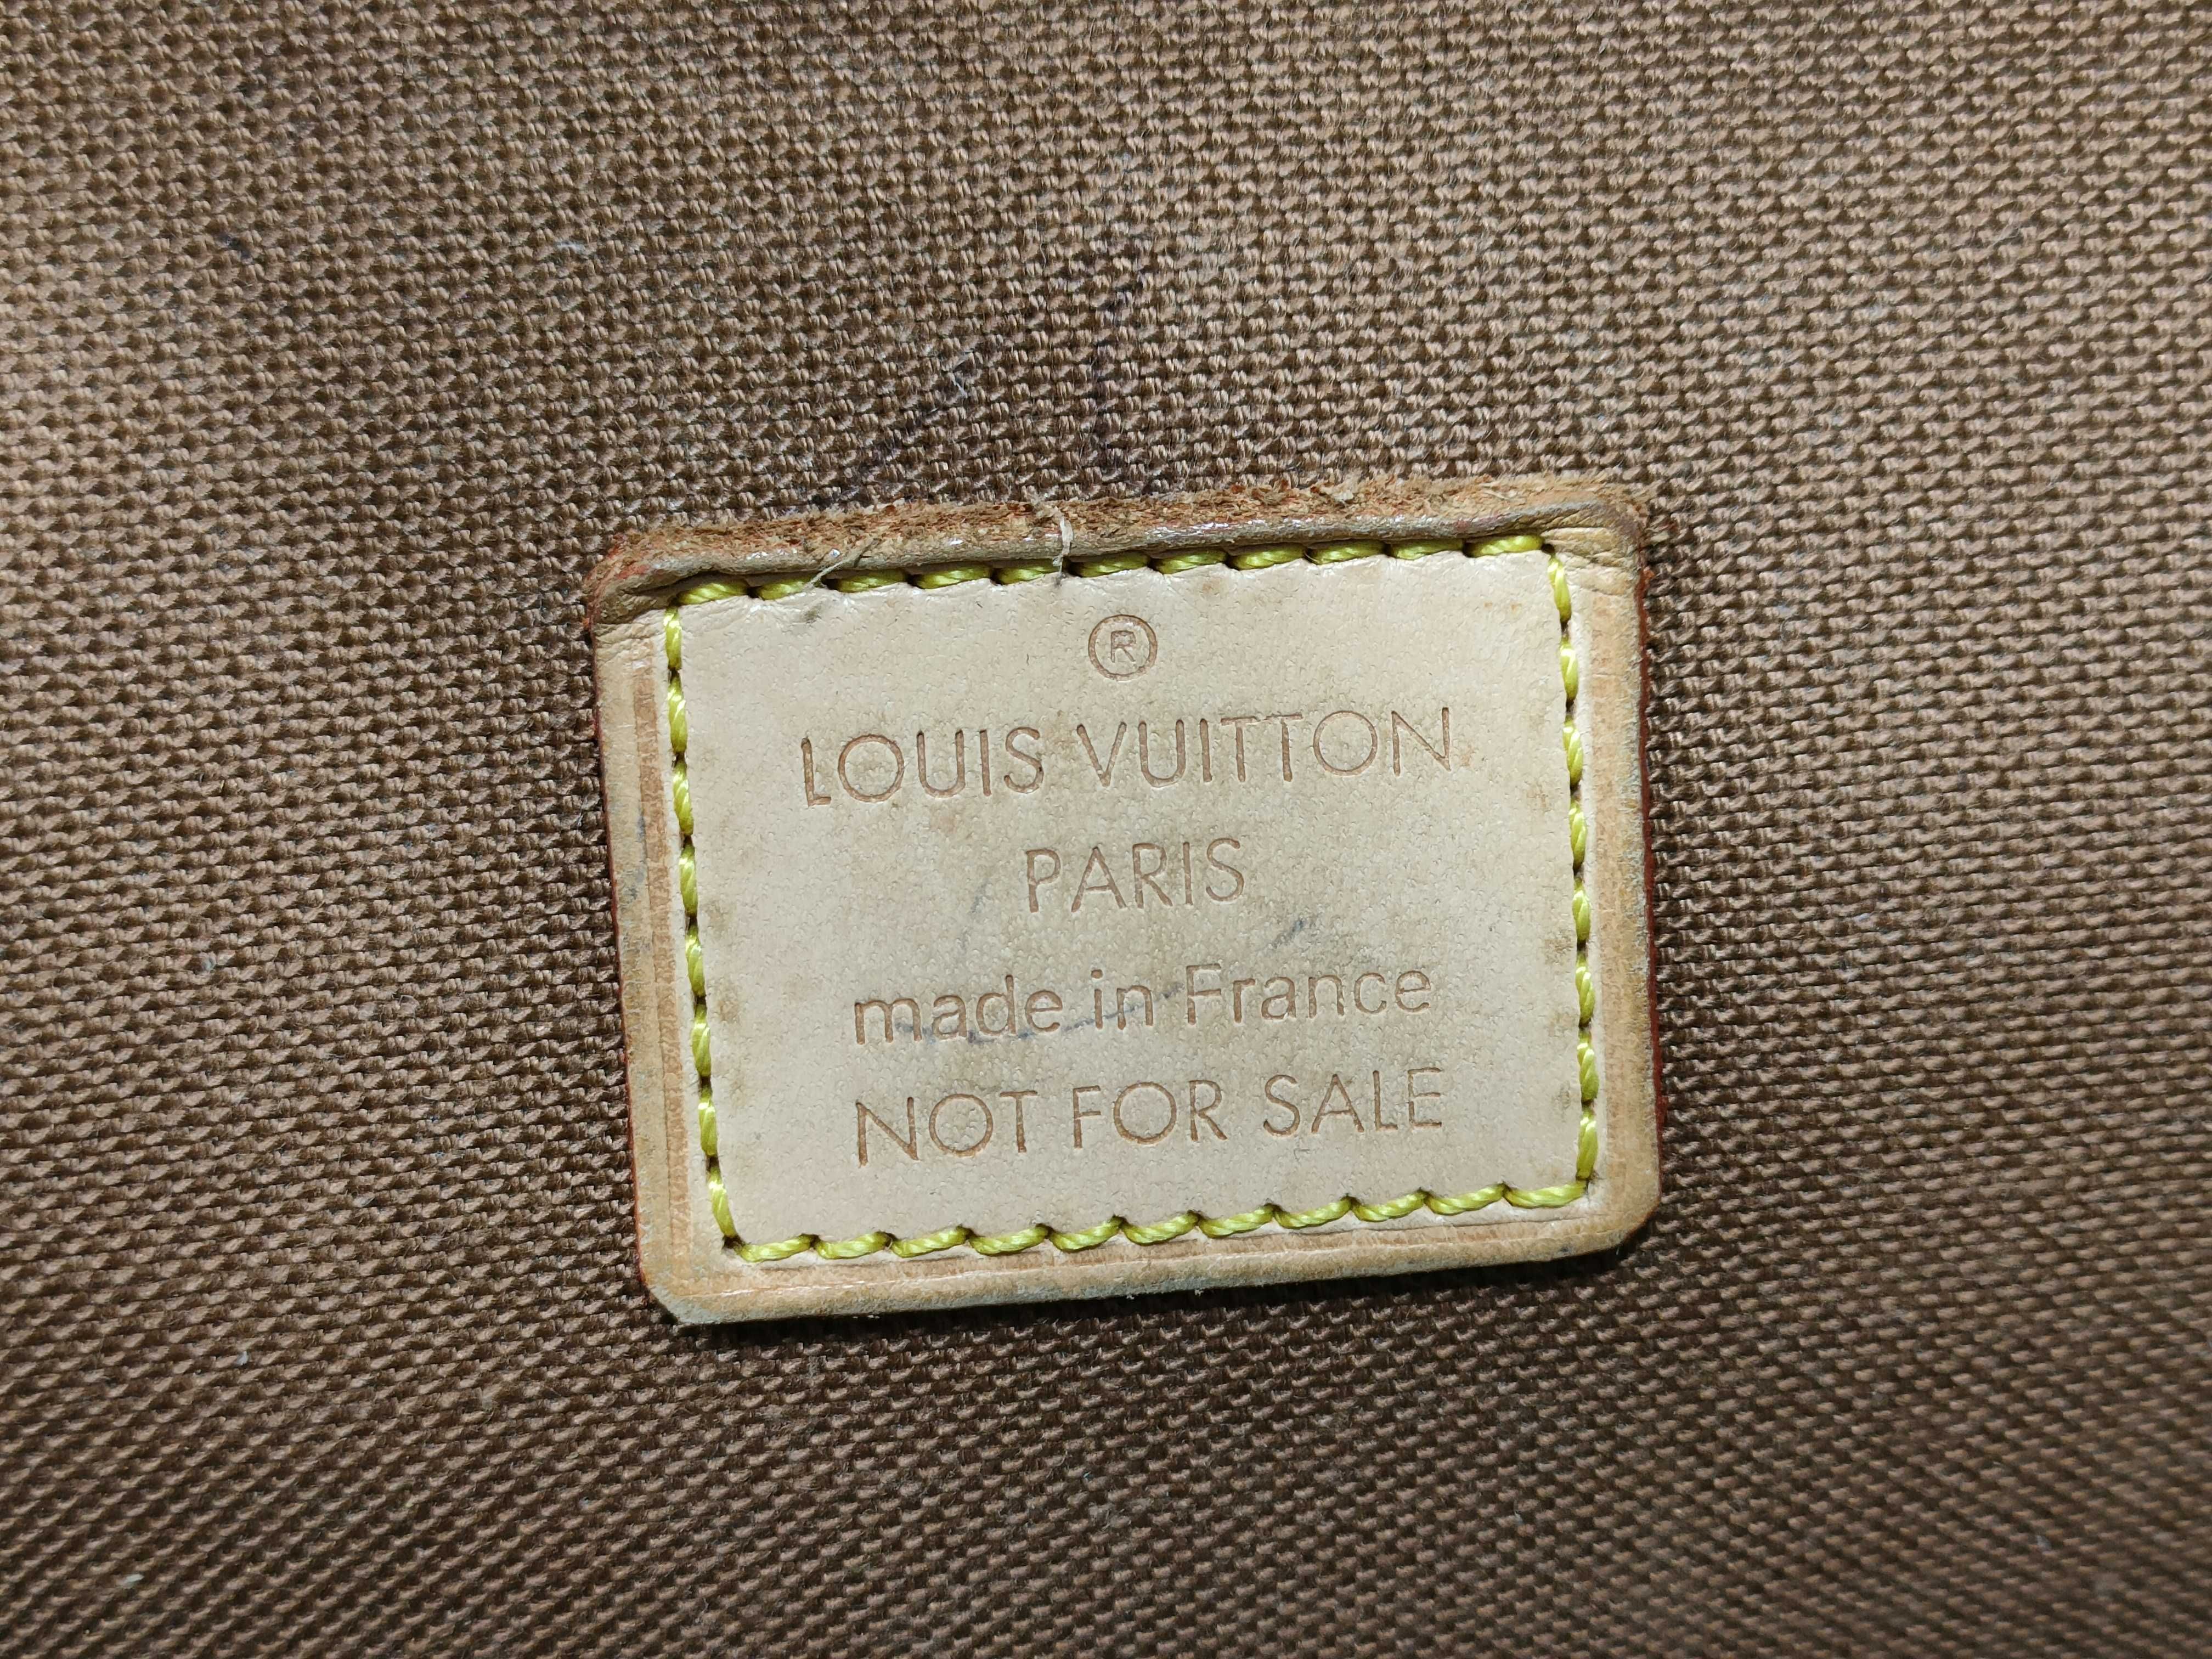 ®
LOUIS VUITTON
PARIS
made in France
NOT FOR SALE